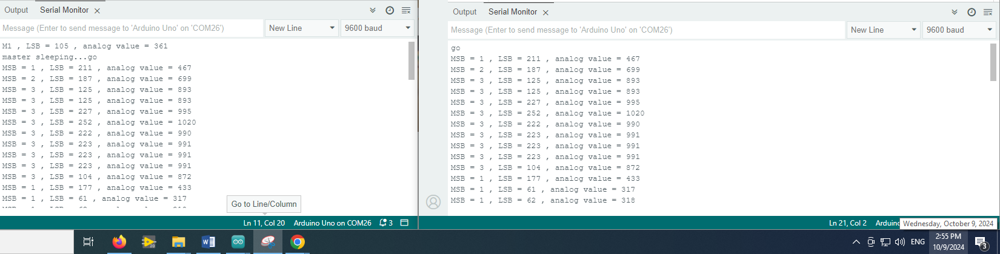 Output Serial Monitor
Message (Enter to send message to 'Arduino Uno' on 'COM26') New Line 9600 baud
M1 , LSB = 105 , analog value = 361
master sleeping...go
MSB = 1 , LSB = 211 , analog value = 467
MSB = 2 , LSB = 187 , analog value = 699
MSB = 3 , LSB = 125 , analog value = 893
MSB = 3 , LSB = 125 , analog value = 893
MSB = 3 , LSB = 227 , analog value = 995
MSB = 3 , LSB = 252 , analog value = 1020
MSB = 3 , LSB = 222 , analog value = 990
MSB = 3 , LSB = 223 , analog value = 991
MSB = 3 , LSB = 223 , analog value = 991
MSB = 3 , LSB = 223 , analog value = 991
MSB = 3 , LSB = 104 , analog value = 872
MSB = 1 , LSB = 177 , analog value = 433
MSB = 1 , LSB = 61 , analog value = 317
Go to Line/Column
Ln 11, Col 20 Arduino Uno on COM26 3
Output Serial Monitor
Message (Enter to send message to 'Arduino Uno' on 'COM26') New Line 9600 baud
go
MSB = 1 , LSB = 211 , analog value = 467
MSB = 2 , LSB = 187 , analog value = 699
MSB = 3 , LSB = 125 , analog value = 893
MSB = 3 , LSB = 125 , analog value = 893
MSB = 3 , LSB = 227 , analog value = 995
MSB = 3 , LSB = 252 , analog value = 1020
MSB = 3 , LSB = 222 , analog value = 990
MSB = 3 , LSB = 223 , analog value = 991
MSB = 3 , LSB = 223 , analog value = 991
MSB = 3 , LSB = 223 , analog value = 991
MSB = 3 , LSB = 104 , analog value = 872
MSB = 1 , LSB = 177 , analog value = 433
MSB = 1 , LSB = 61 , analog value = 317
MSB = 1 , LSB = 62 , analog value = 318
Ln 21, Col 2 Arduino
Wednesday, October 9, 2024
20
ENG
2:55 PM
10/9/2024
3